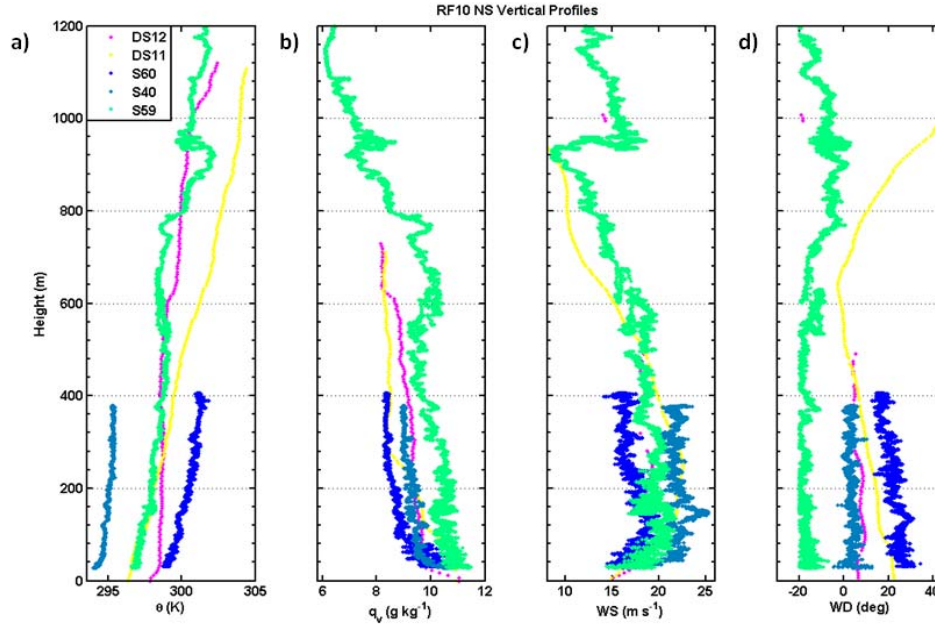 RF10 NS Vertical Profiles
a)
b)
c)
d)
DS12
DS11
S60
S40
S59
Height (m)
1200
1000
800
600
400
200
0
295 300 305
6 8 10 12
10 15 20 25
-20 0 20 40
ɵ (K)
qv (g kg-1)
WS (m s-1)
WD (deg)